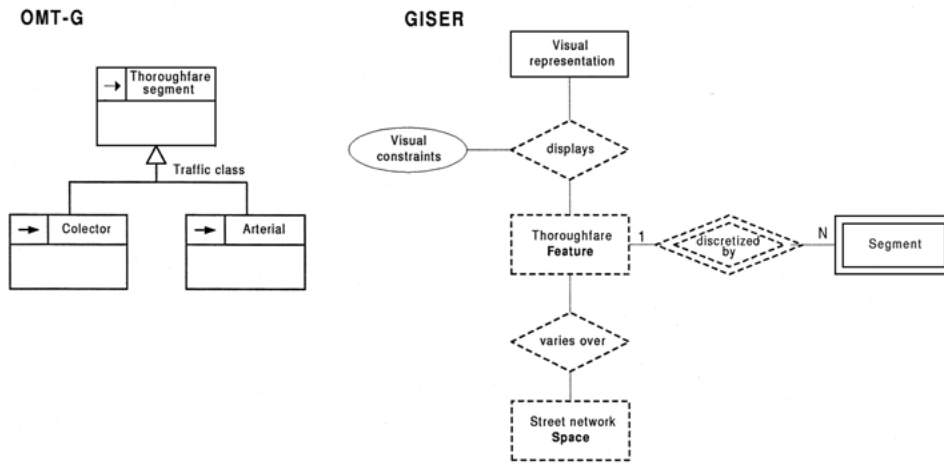 OMT-G
Thoroughfare
segment
Traffic class
Colector
Arterial
GISER
Visual
representation
Visual
constraints
displays
Thoroughfare
Feature
1
discretized
by
N
Segment
varies over
Street network
Space